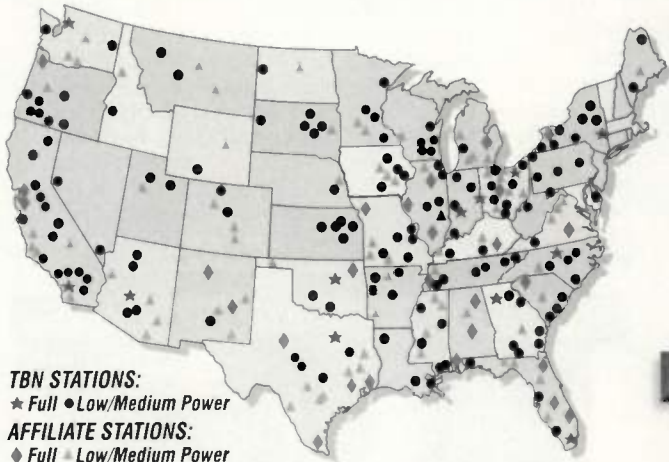 TBN STATIONS:
★ Full ● Low/Medium Power
AFFILIATE STATIONS:
◆ Full ▲ Low/Medium Power